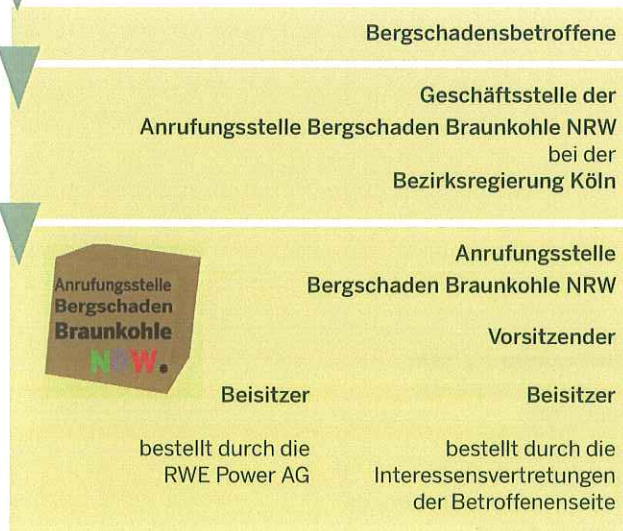 Bergschadensbetroffene
Geschäftsstelle der
Anrufungsstelle Bergschaden Braunkohle NRW
bei der
Bezirksregierung Köln
Anrufungsstelle
Bergschaden Braunkohle NRW
Anrufungsstelle
Bergschaden
Braunkohle
NRW.
Vorsitzender
Beisitzer
bestellt durch die
RWE Power AG
Beisitzer
bestellt durch die
Interessensvertretungen
der Betroffenenseite